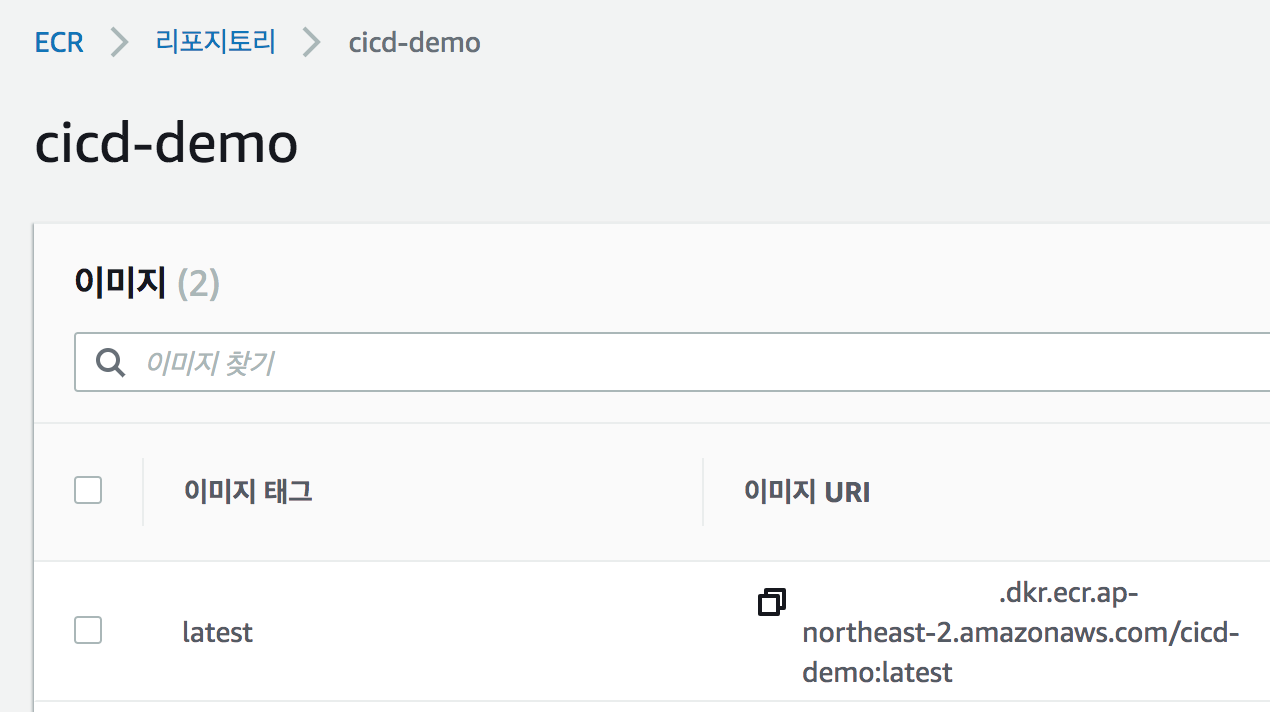 ECR 리포지토리 cicd-demo
cicd-demo
이미지 (2)
이미지 찾기
이미지 태그 이미지 URI
latest
.dkr.ecr.ap-
northeast-2.amazonaws.com/cicd-
demo:latest